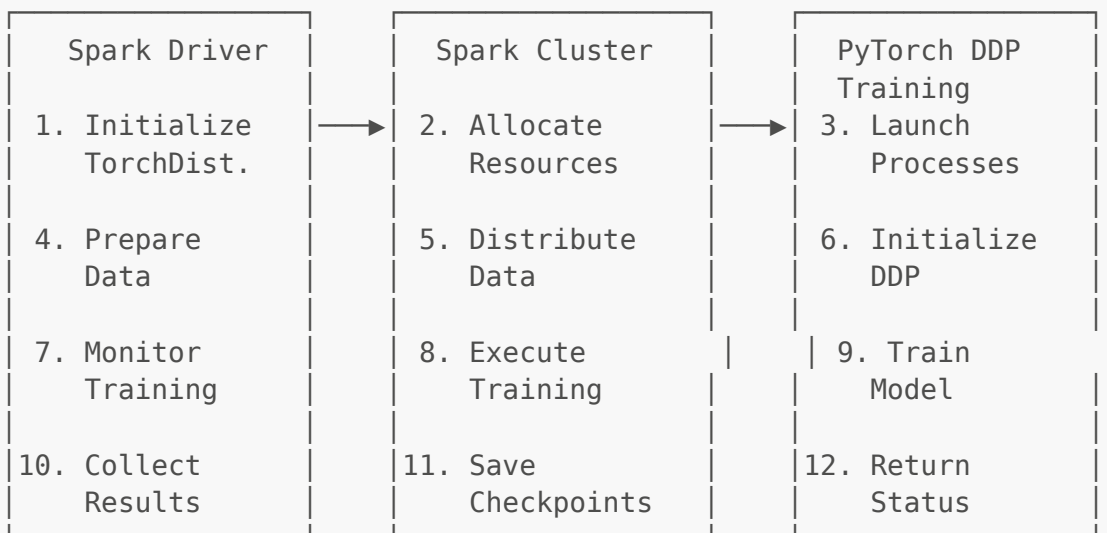 Spark Driver Spark Cluster PyTorch DDP
Training
1. Initialize 2. Allocate 3. Launch
TorchDist. Resources Processes
4. Prepare 5. Distribute 6. Initialize
Data Data DDP
7. Monitor 8. Execute 9. Train
Training Training Model
10. Collect 11. Save 12. Return
Results Checkpoints Status